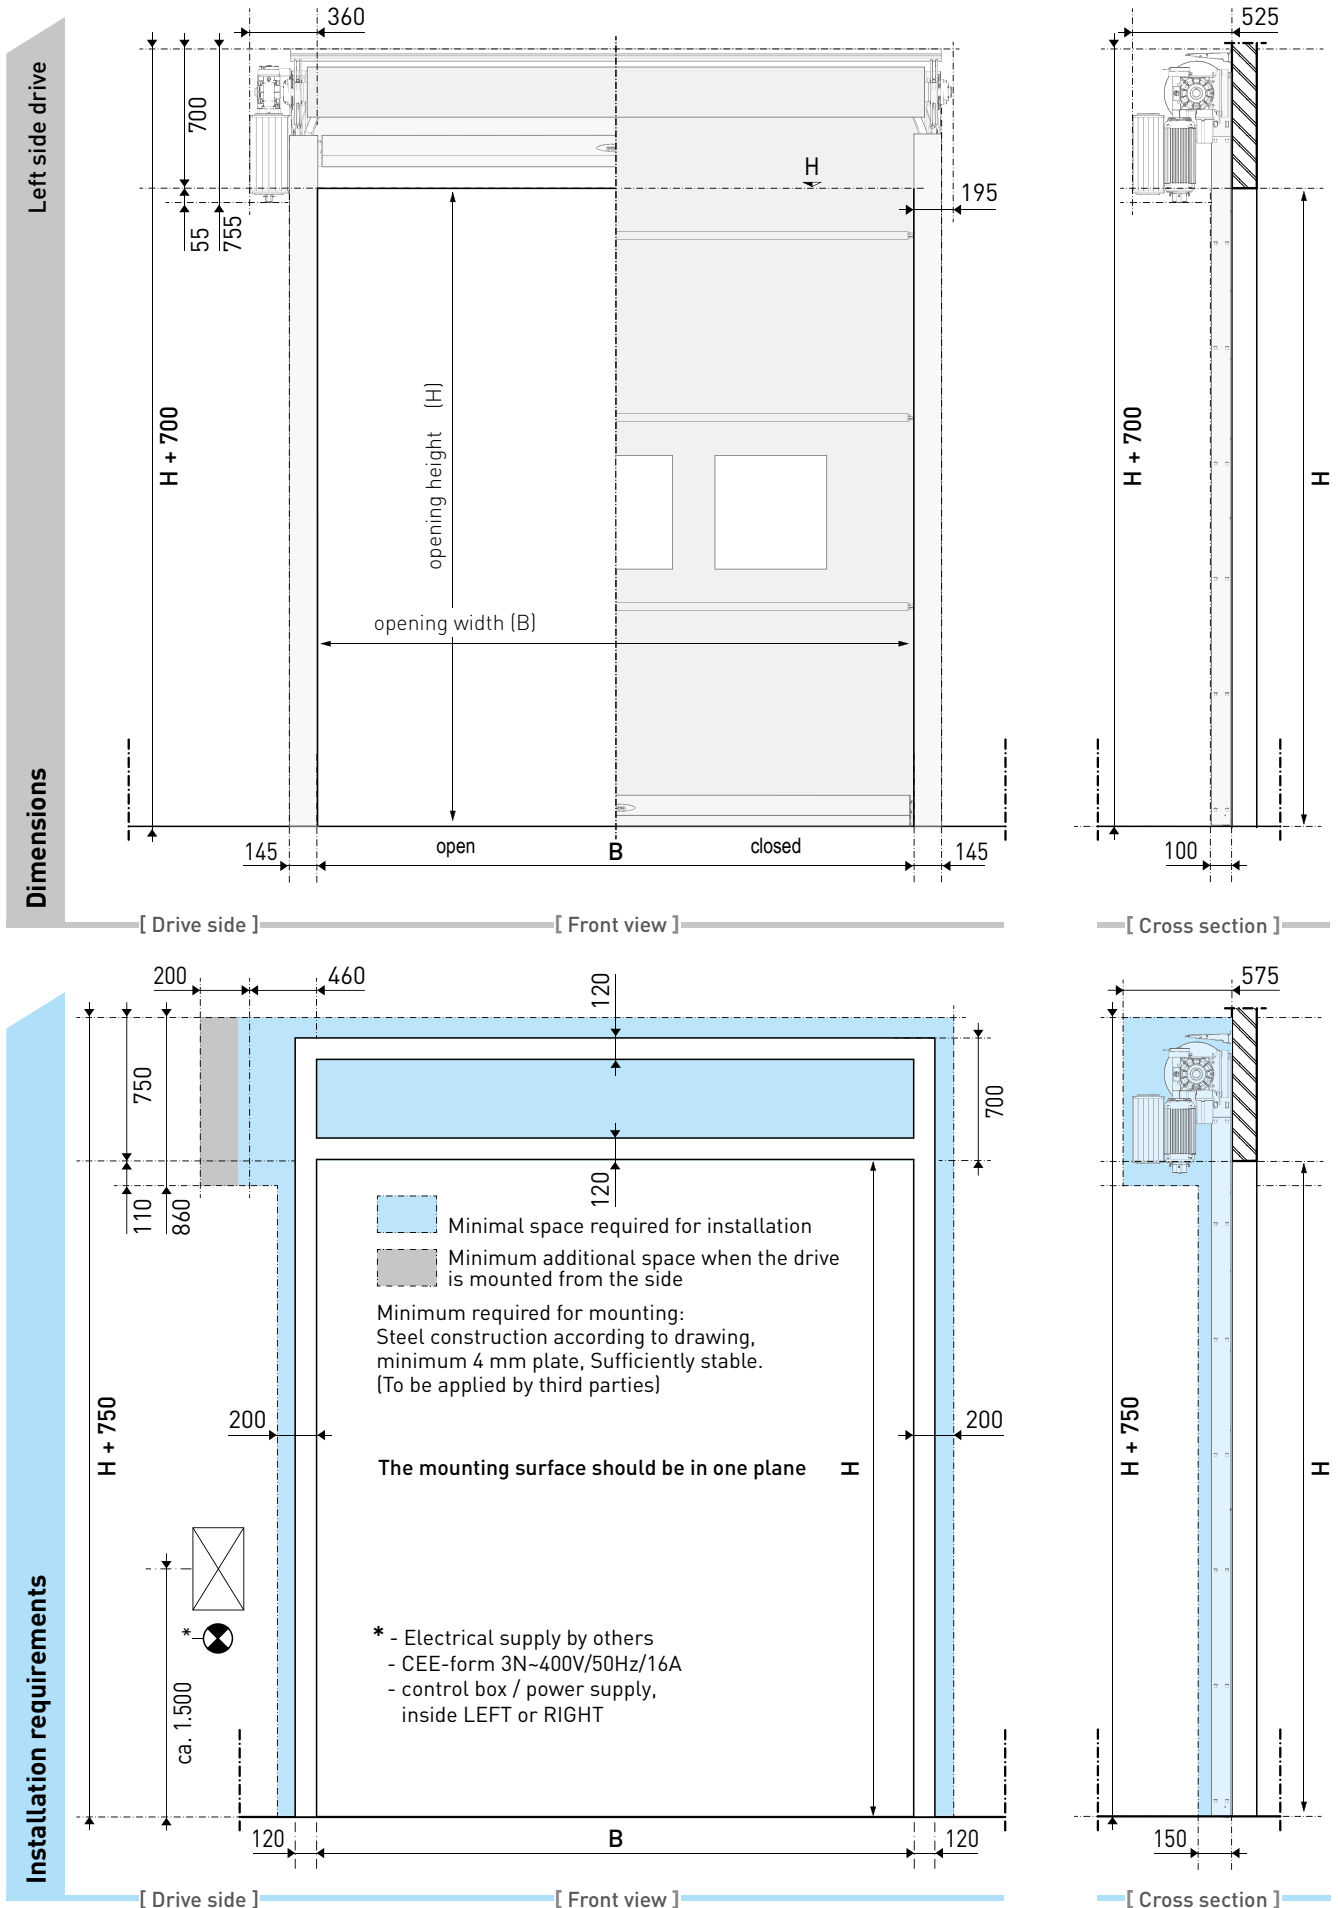 360
525
Left side drive
700
H
195
55
755
H + 700
opening height (H)
H + 700
H
opening width (B)
Dimensions
145
open
B
closed
145
100
[ Drive side ]
[ Front view ]
[ Cross section ]
200
460
120
575
750
700
110
860
120
Minimal space required for installation
Minimum additional space when the drive
is mounted from the side
Minimum required for mounting:
Steel construction according to drawing,
minimum 4 mm plate, Sufficiently stable.
(To be applied by third parties)
H + 750
200
200
H + 750
The mounting surface should be in one plane
H
H
Installation requirements
*
* - Electrical supply by others
- CEE-form 3N~400V/50Hz/16A
- control box / power supply,
inside LEFT or RIGHT
ca. 1.500
120
B
120
150
[ Drive side ]
[ Front view ]
[ Cross section ]